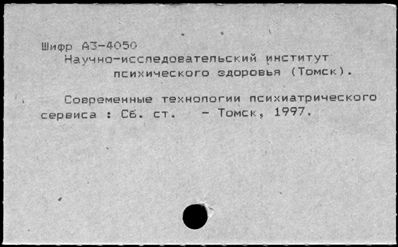 Шифр А3-4050
Научно-исследовательский институт
психического здоровья (Томск).
Современные технологии психиатрического
сервиса : Сб. ст. - Томск, 1997.